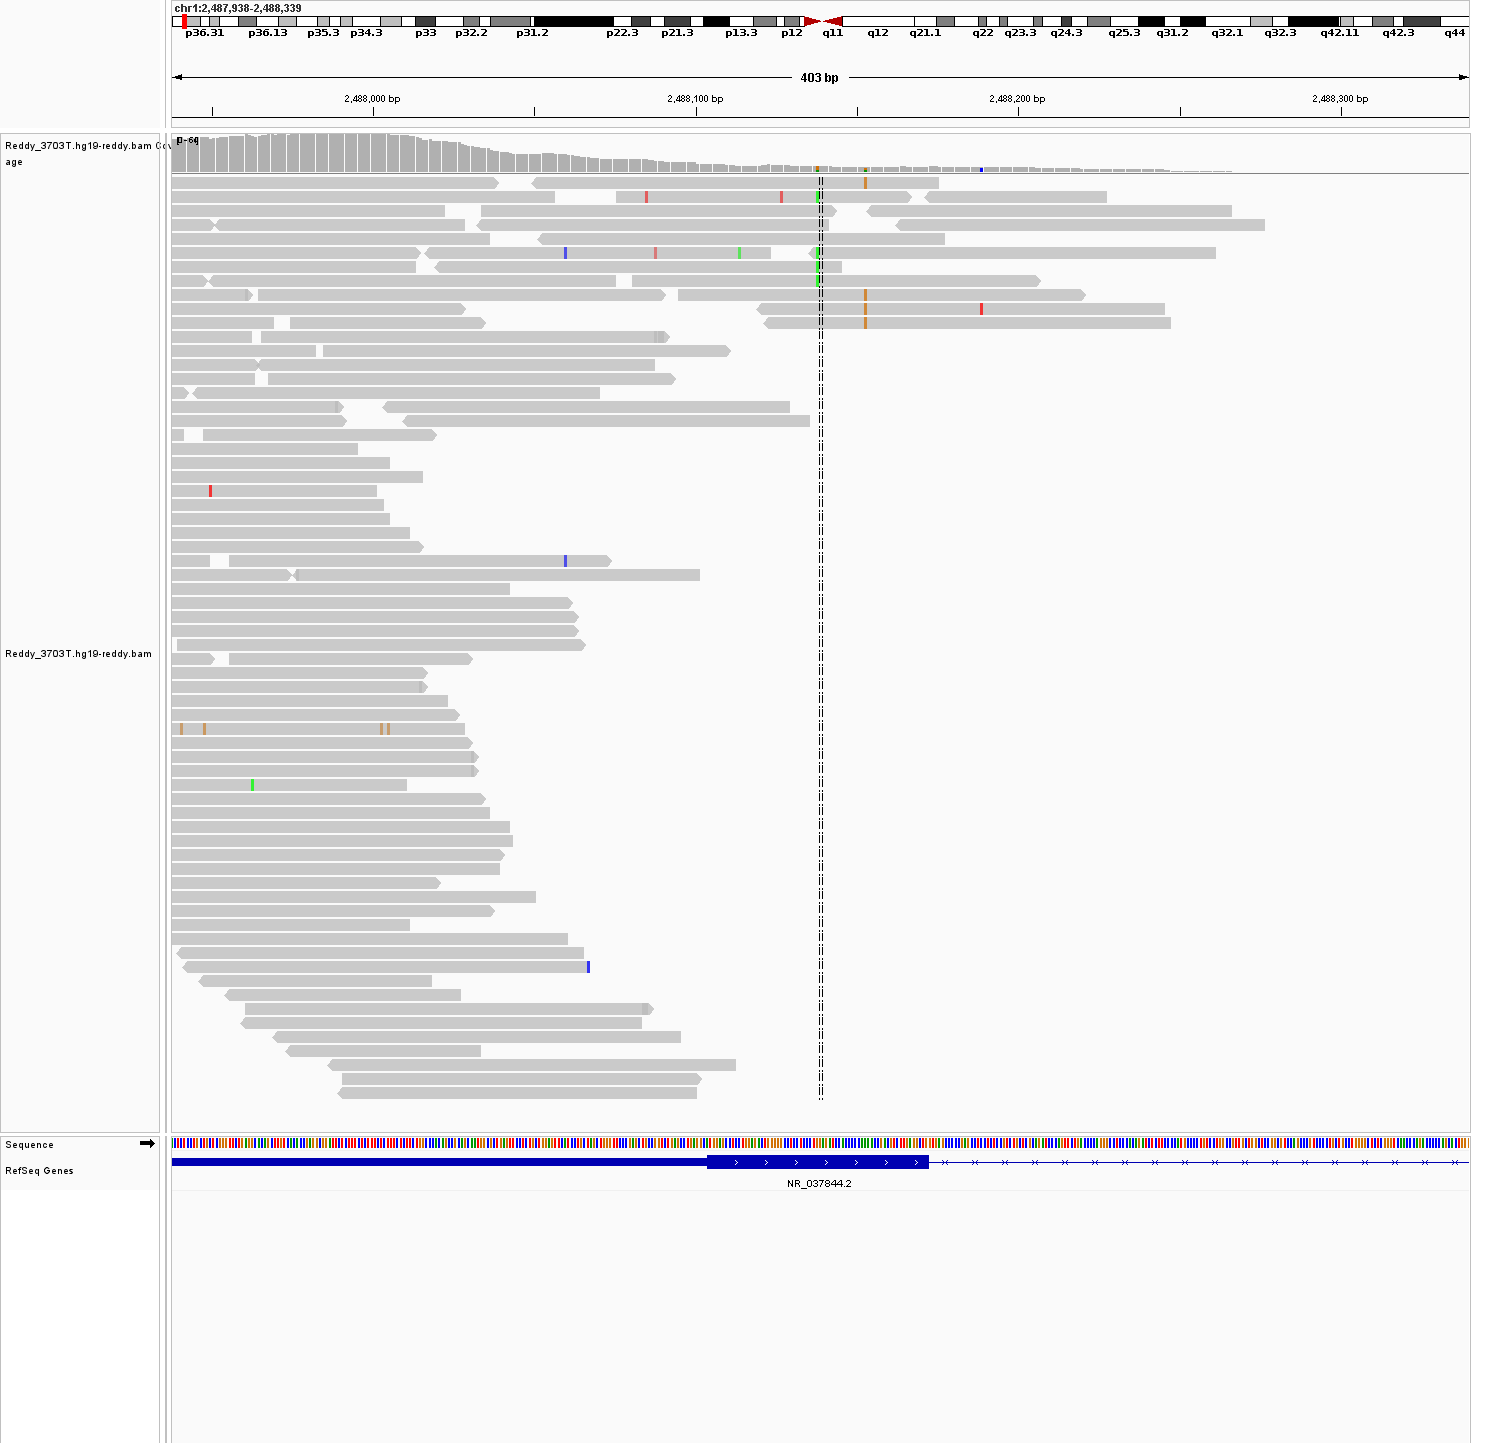 chr1:2,487,938-2,488,339
p36.31 p36.13 p35.3 p34.3 p33 p32.2 p31.2 p22.3 p21.3 p13.3 p12 q11 q12 q21.1 q22 q23.3 q24.3 q25.3 q31.2 q32.1 q32.3 q42.11 q42.3 q44
403 bp
2,488,000 bp 2,488,100 bp 2,488,200 bp 2,488,300 bp
Reddy_3703T.hg19-reddy.bam Cov
age
Reddy_3703T.hg19-reddy.bam
Sequence
RefSeq Genes
NR_037844.2